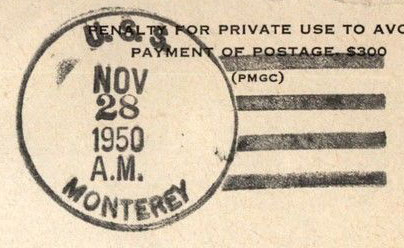 U.S.S.
PENALTY FOR PRIVATE USE TO AVO
PAYMENT OF POSTAGE, $300
(PMGC)
NOV
28
1950
A.M.
MONTEREY